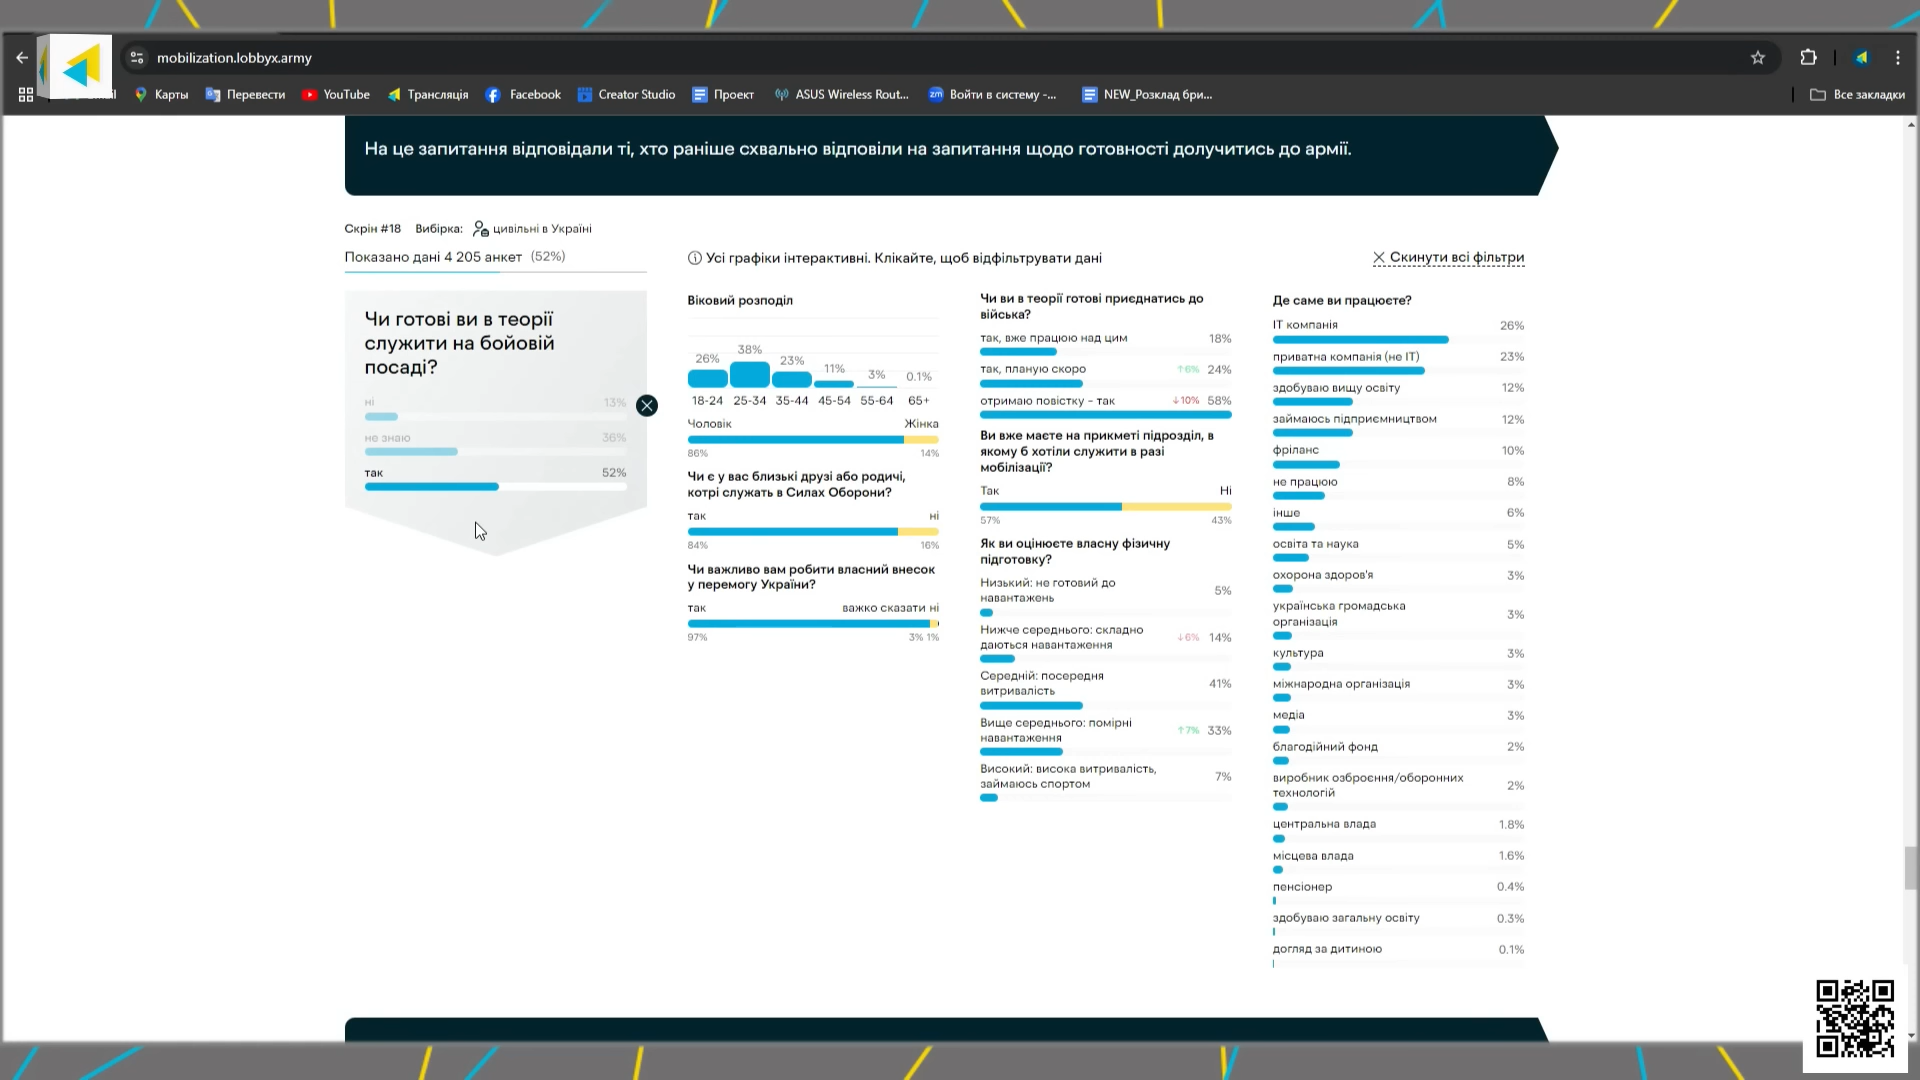 mobilization.lobbyx.army
Карты
Перевести
YouTube
Трансляція
Facebook
Creator Studio
Проект
ASUS Wireless Rout...
Войти в систему -...
NEW_Розклад бри...
Все закладки
На це запитання відповідали ті, хто раніше схвально відповіли на запитання щодо готовності долучитись до армії.
Скрін #18 Вибірка: цивільні в Україні
Показано дані 4 205 анкет (52%)
Усі графіки інтерактивні. Клікайте, щоб відфільтрувати дані
Скинути всі фільтри
Чи готові ви в теорії
служити на бойовій
посаді?
ні 13%
не знаю 36%
так 52%
Віковий розподіл
26% 38% 23% 11% 3% 0.1%
18-24 25-34 35-44 45-54 55-64 65+
Чоловік Жінка
86% 14%
Чи є у вас близькі друзі або родичі,
котрі служать в Силах Оборони?
так ні
84% 16%
Чи важливо вам робити власний внесок
у перемогу України?
так важко сказати ні
97% 3% 1%
Чи ви в теорії готові приєднатись до
війська?
так, вже працюю над цим 18%
так, планую скоро ↑6% 24%
отримаю повістку - так ↓10% 58%
Ви вже маєте на прикметі підрозділ, в
якому б хотіли служити в разі
мобілізації?
Так Ні
57% 43%
Як ви оцінюєте власну фізичну
підготовку?
Низький: не готовий до
навантажень 5%
Нижче середнього: складно
даються навантаження ↓6% 14%
Середній: посередня
витривалість 41%
Вище середнього: помірні
навантаження ↑7% 33%
Високий: висока витривалість,
займаюсь спортом 7%
Де саме ви працюєте?
ІТ компанія 26%
приватна компанія (не ІТ) 23%
здобуваю вищу освіту 12%
займаюсь підприємництвом 12%
фріланс 10%
не працюю 8%
інше 6%
освіта та наука 5%
охорона здоров'я 3%
українська громадська
організація 3%
культура 3%
міжнародна організація 3%
медіа 3%
благодійний фонд 2%
виробник озброєння/оборонних
технологій 2%
центральна влада 1.8%
місцева влада 1.6%
пенсіонер 0.4%
здобуваю загальну освіту 0.3%
догляд за дитиною 0.1%